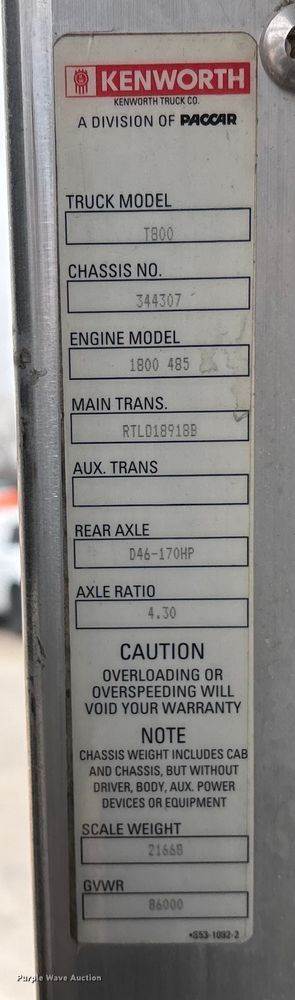 KENWORTH
KENWORTH TRUCK CO.
A DIVISION OF PACCAR
TRUCK MODEL
T800
CHASSIS NO.
344307
ENGINE MODEL
1800 485
MAIN TRANS.
RTLO18918B
AUX. TRANS
REAR AXLE
D46-170HP
AXLE RATIO
4.30
CAUTION
OVERLOADING OR
OVERSPEEDING WILL
VOID YOUR WARRANTY
NOTE
CHASSIS WEIGHT INCLUDES CAB
AND CHASSIS, BUT WITHOUT
DRIVER, BODY, AUX. POWER
DEVICES OR EQUIPMENT
SCALE WEIGHT
21668
GVWR
86000
•S53-1092-2
Purple Wave Auction